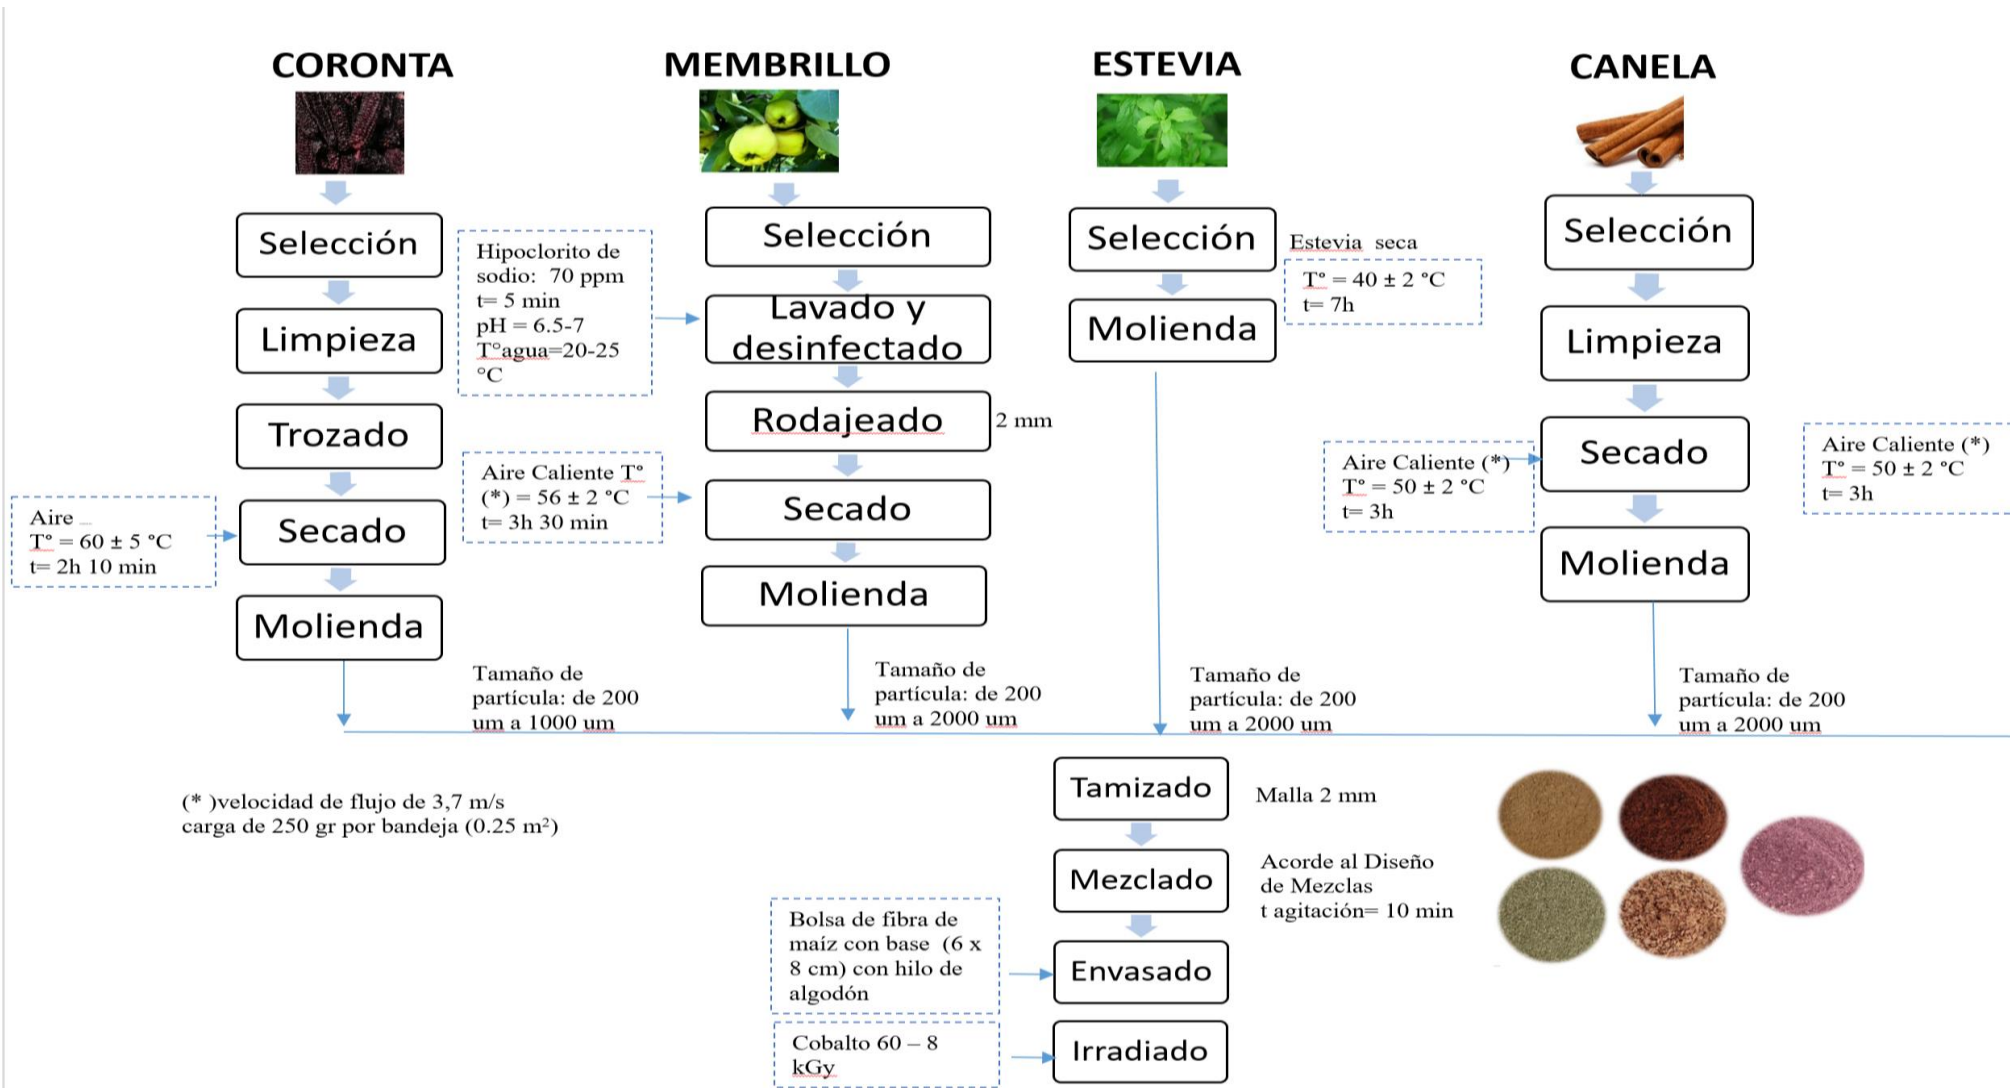 CORONTA
Selección
Limpieza
Trozado
Secado
Molienda
Aire
T° = 60 ± 5 °C
t= 2h 10 min
Tamaño de
partícula: de 200
um a 1000 um
MEMBRILLO
Selección
Lavado y
desinfectado
Rodajeado
2 mm
Secado
Molienda
Hipoclorito de
sodio: 70 ppm
t= 5 min
pH = 6.5-7
T°agua=20-25
°C
Aire Caliente T°
(*) = 56 ± 2 °C
t= 3h 30 min
Tamaño de
partícula: de 200
um a 2000 um
ESTEVIA
Selección
Molienda
Estevia seca
T° = 40 ± 2 °C
t= 7h
Tamaño de
partícula: de 200
um a 2000 um
CANELA
Selección
Limpieza
Secado
Molienda
Aire Caliente (*)
T° = 50 ± 2 °C
t= 3h
Aire Caliente (*)
T° = 50 ± 2 °C
t= 3h
Tamaño de
partícula: de 200
um a 2000 um
(* )velocidad de flujo de 3,7 m/s
carga de 250 gr por bandeja (0.25 m²)
Tamizado
Malla 2 mm
Mezclado
Acorde al Diseño
de Mezclas
t agitación= 10 min
Bolsa de fibra de
maíz con base (6 x
8 cm) con hilo de
algodón
Envasado
Cobalto 60 – 8
kGy
Irradiado